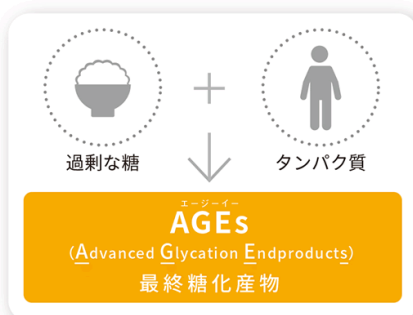 過剰な糖
タンパク質
エージーイー
AGEs
(Advanced Glycation Endproducts)
最終糖化産物